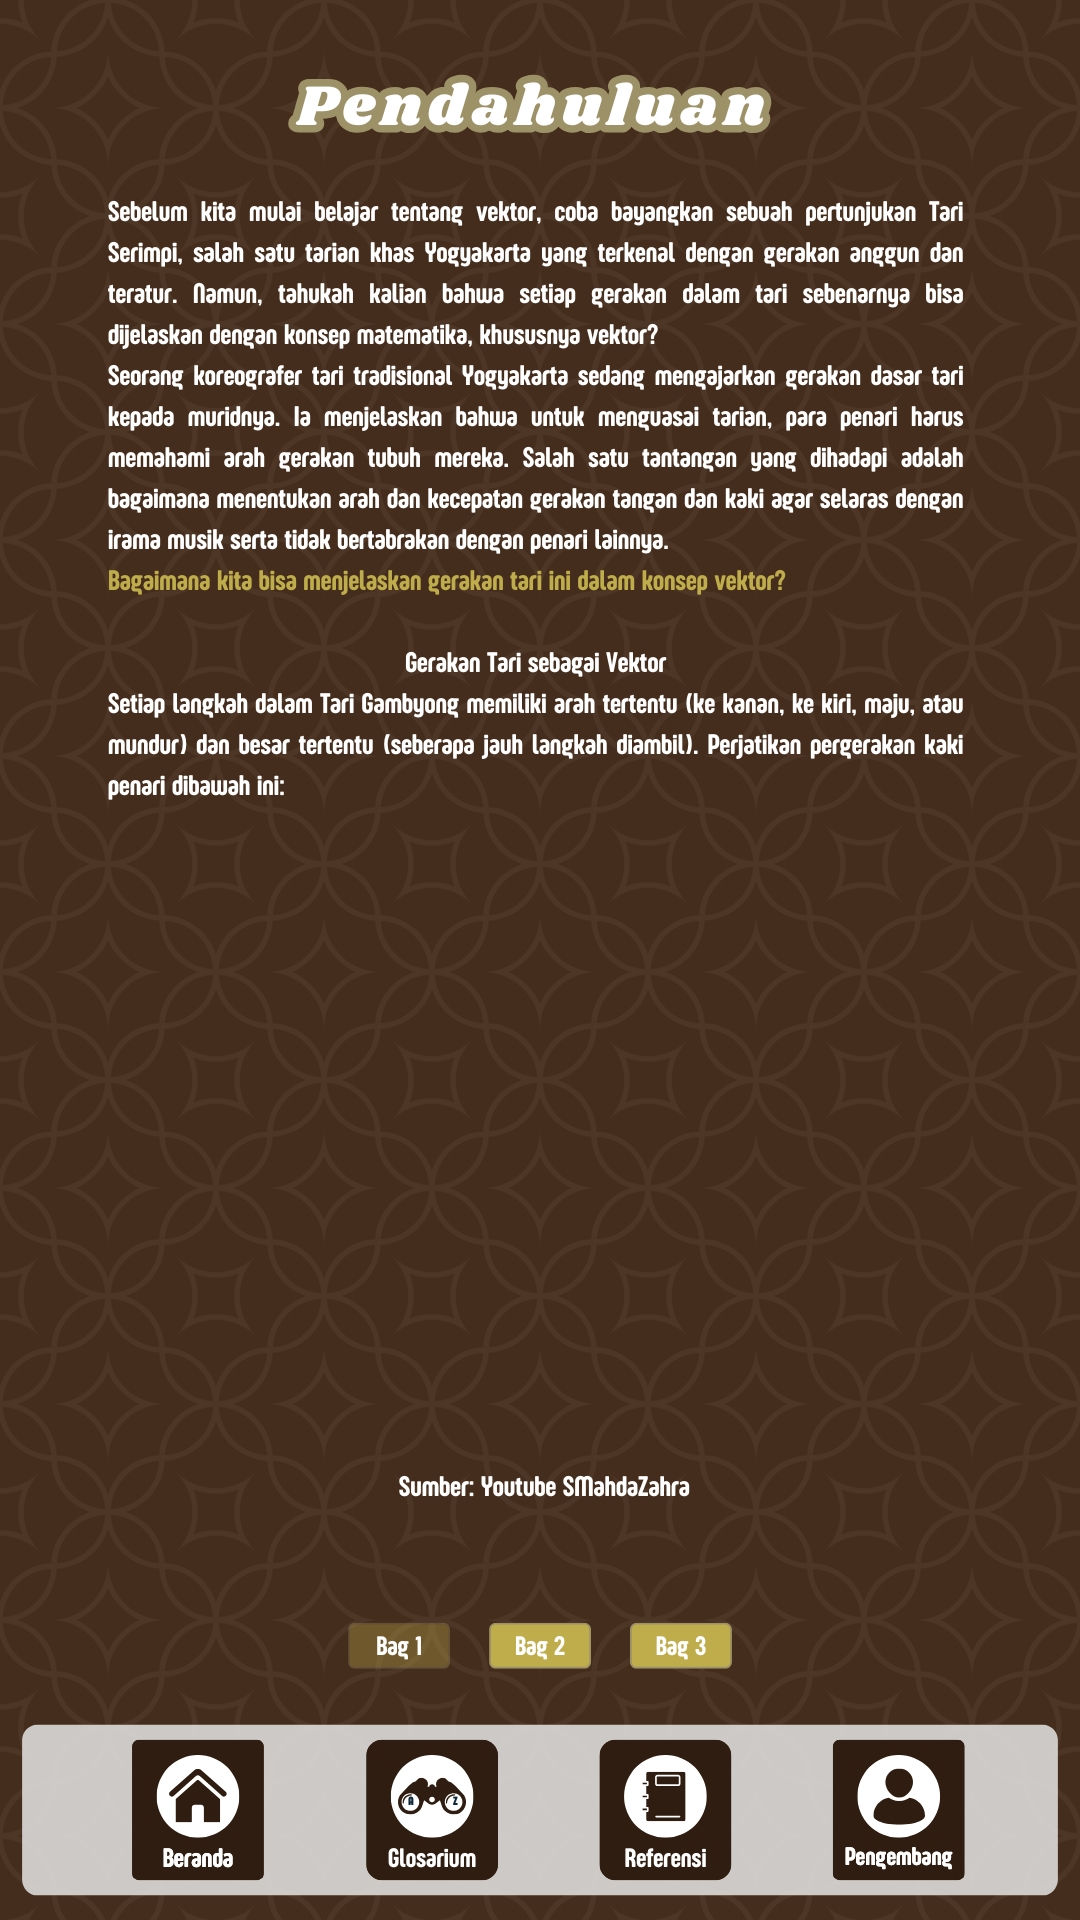 Pendahuluan
Sebelum kita mulai belajar tentang vektor, coba bayangkan sebuah pertunjukan Tari
Serimpi, salah satu tarian khas Yogyakarta yang terkenal dengan gerakan anggun dan
teratur. Namun, tahukah kalian bahwa setiap gerakan dalam tari sebenarnya bisa
dijelaskan dengan konsep matematika, khususnya vektor?
Seorang koreografer tari tradisional Yogyakarta sedang mengajarkan gerakan dasar tari
kepada muridnya. Ia menjelaskan bahwa untuk menguasai tarian, para penari harus
memahami arah gerakan tubuh mereka. Salah satu tantangan yang dihadapi adalah
bagaimana menentukan arah dan kecepatan gerakan tangan dan kaki agar selaras dengan
irama musik serta tidak bertabrakan dengan penari lainnya.
Bagaimana kita bisa menjelaskan gerakan tari ini dalam konsep vektor?
Gerakan Tari sebagai Vektor
Setiap langkah dalam Tari Gambyong memiliki arah tertentu (ke kanan, ke kiri, maju, atau
mundur) dan besar tertentu (seberapa jauh langkah diambil). Perjatikan pergerakan kaki
penari dibawah ini:
Sumber: Youtube SMahdaZahra
Bag 1 Bag 2 Bag 3
A Z
Beranda Glosarium Referensi Pengembang